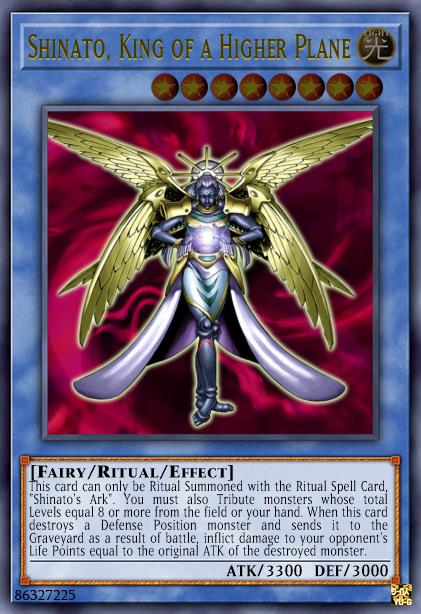 Shinato, King of a Higher Plane
LIGHT
光
[Fairy/Ritual/Effect]
This card can only be Ritual Summoned with the Ritual Spell Card,
"Shinato's Ark". You must also Tribute monsters whose total
Levels equal 8 or more from the field or your hand. When this card
destroys a Defense Position monster and sends it to the
Graveyard as a result of battle, inflict damage to your opponent's
Life Points equal to the original ATK of the destroyed monster.
ATK/3300 DEF/3000
86327225